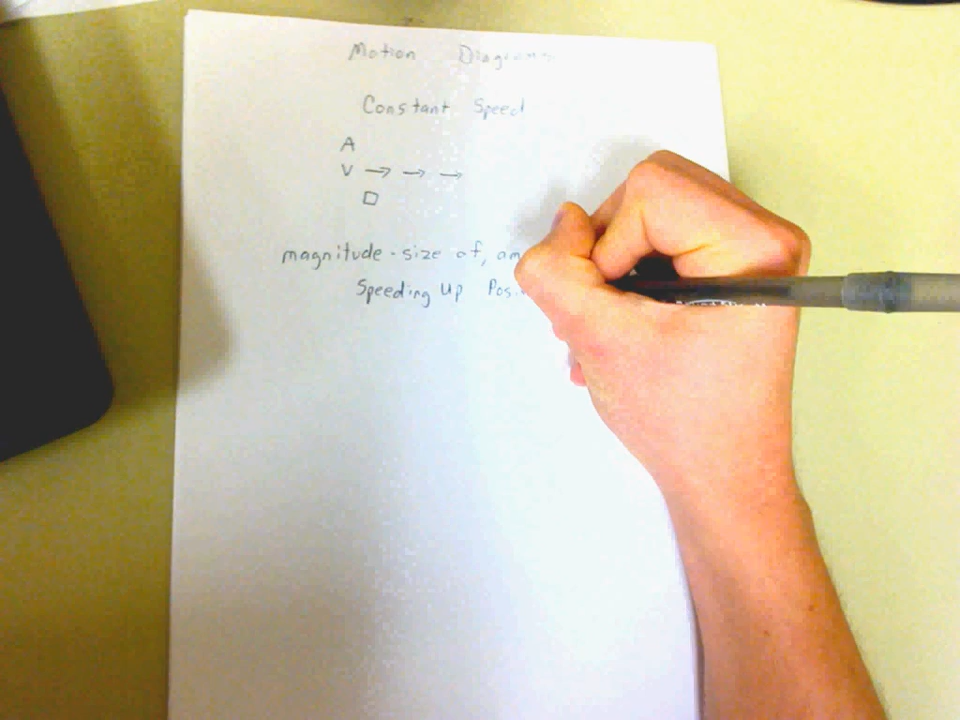 Motion Diagrams
Constant Speed
A
V → → →
□
magnitude - size of, am
Speeding Up Pos